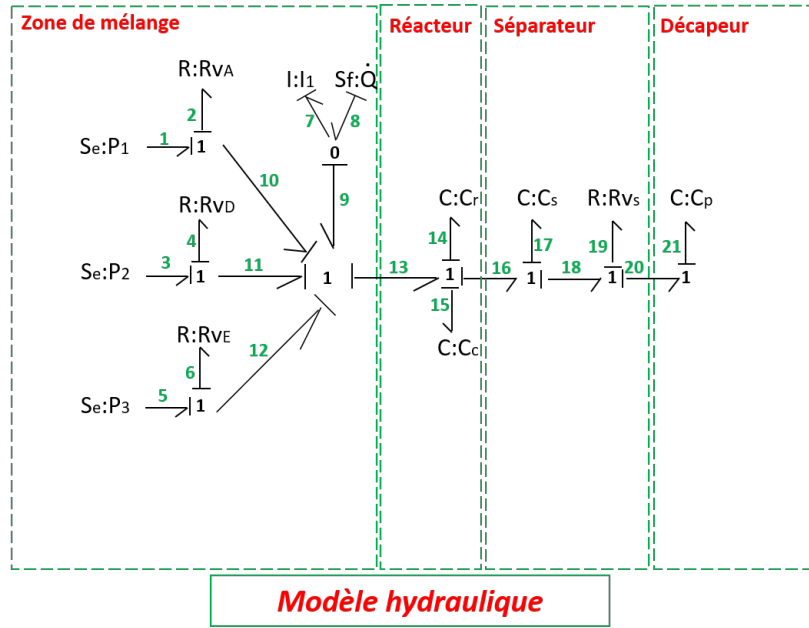 Zone de mélange
Réacteur
Séparateur
Décapeur
R:RvA
I:I1 Sf:Q̇
2
7 8
Se:P1 1 1
0
10
9
R:RvD
C:Cr C:Cs R:Rvs C:Cp
4
14 17 19 21
Se:P2 3 1 11 1 13 1 16 1 18 1 20 1
15
R:RvE
12
C:Cc
6
Se:P3 5 1
Modèle hydraulique